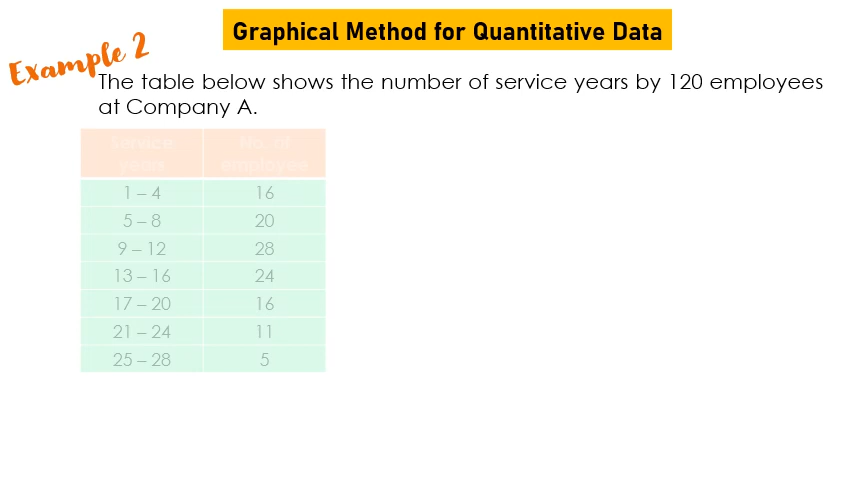 Graphical Method for Quantitative Data
Example 2
The table below shows the number of service years by 120 employees
at Company A.
service No. of
years employee
1 – 4 16
5 – 8 20
9 – 12 28
13 – 16 24
17 – 20 16
21 – 24 11
25 – 28 5